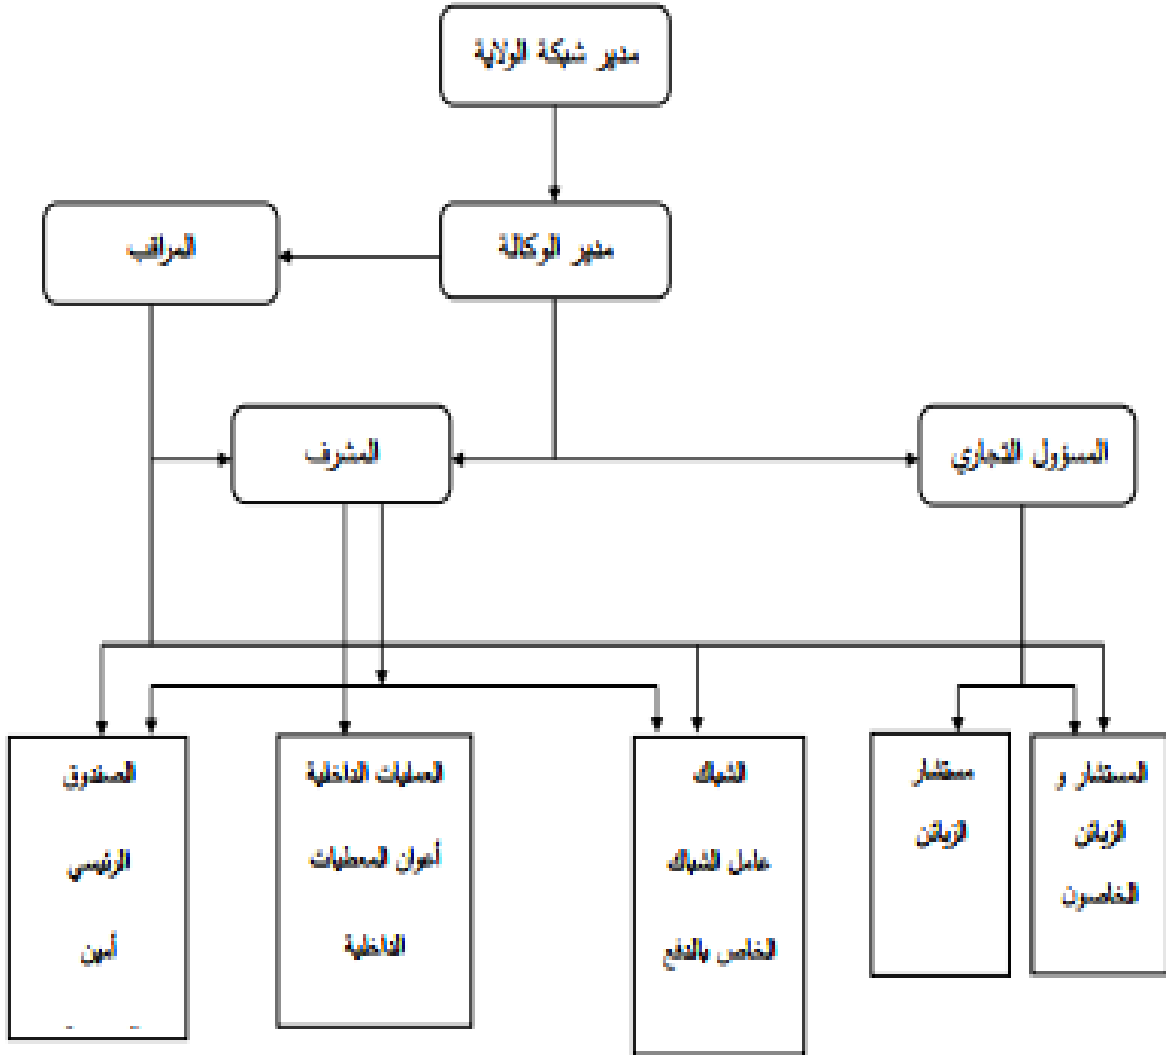 مدير شبكة الولاية
مدير الوكالة
المراقب
المسؤول التجاري
المشرف
المستشار و
الزبائن
الخاصون
مستشار
الزبائن
الشباك
عامل الشباك
الخاص بالدفع
العمليات الداخلية
أعوان المعطيات
الداخلية
الصندوق
الرئيسي
أمين